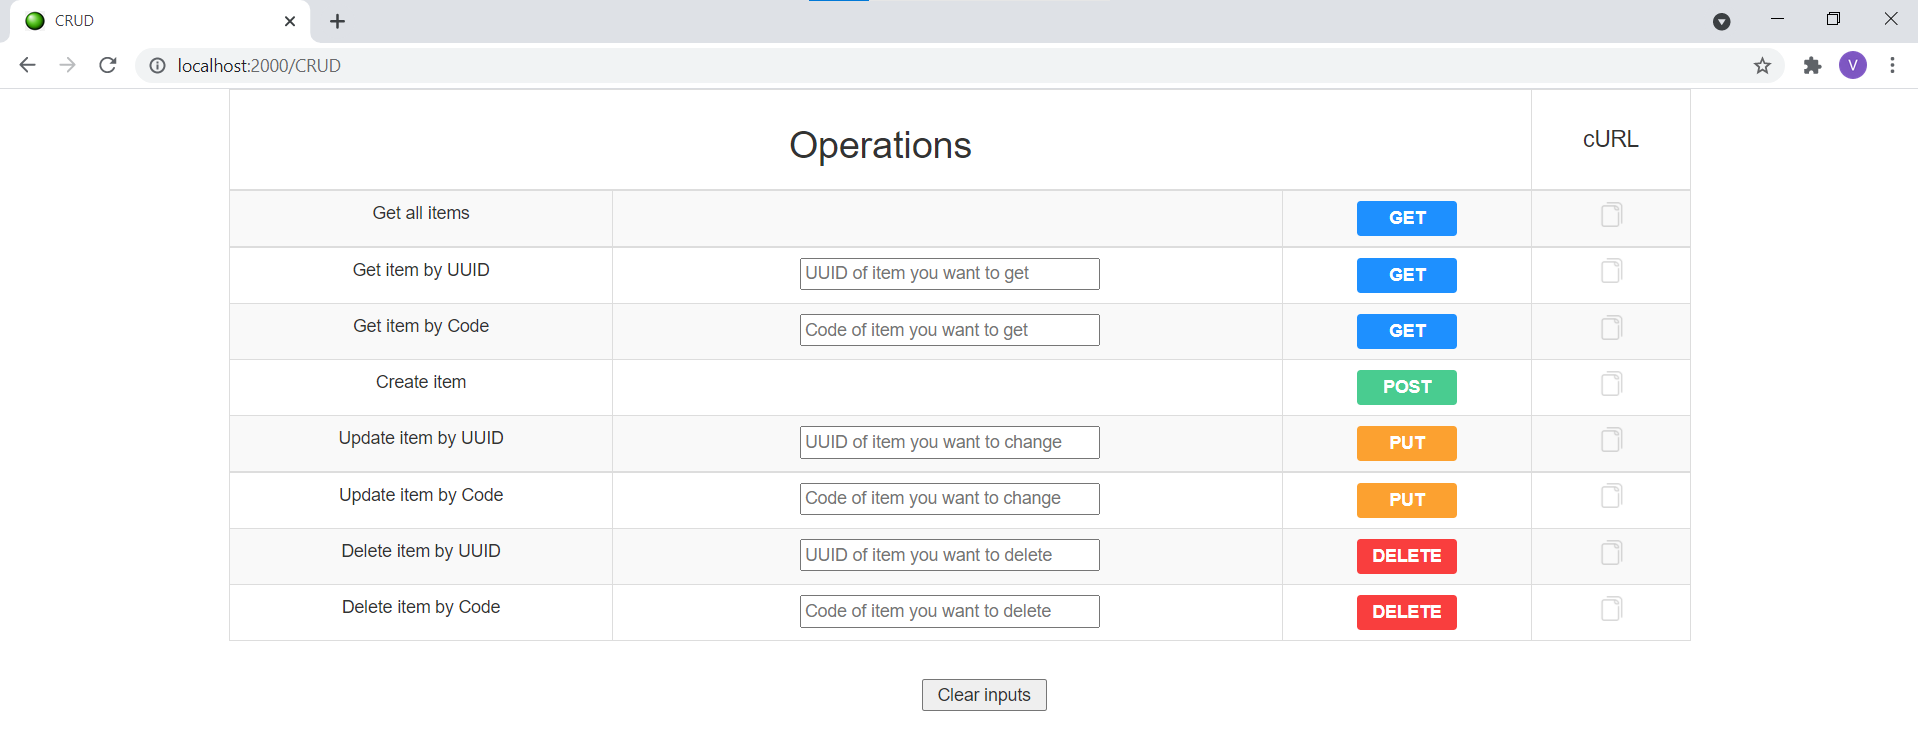 CRUD
localhost:2000/CRUD
V
Operations cURL
Get all items GET
Get item by UUID UUID of item you want to get GET
Get item by Code Code of item you want to get GET
Create item POST
Update item by UUID UUID of item you want to change PUT
Update item by Code Code of item you want to change PUT
Delete item by UUID UUID of item you want to delete DELETE
Delete item by Code Code of item you want to delete DELETE
Clear inputs